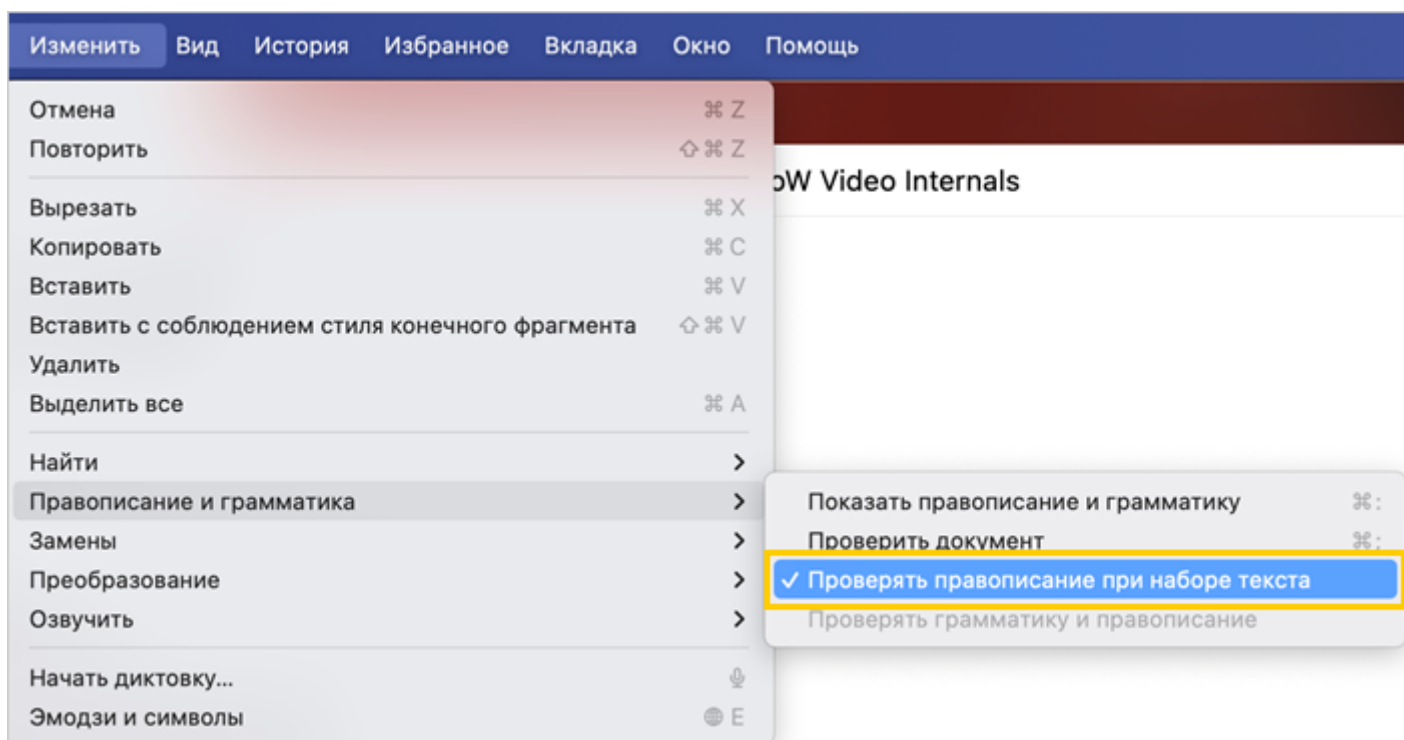 Изменить Вид История Избранное Вкладка Окно Помощь
Отмена ⌘ Z
Повторить ⇧ ⌘ Z
Video Internals
Вырезать ⌘ X
Копировать ⌘ C
Вставить ⌘ V
Вставить с соблюдением стиля конечного фрагмента ⇧ ⌘ V
Удалить
Выделить все ⌘ A
Найти
Правописание и грамматика
Замены
Преобразование
Озвучить
Начать диктовку...
Эмодзи и символы E
Показать правописание и грамматику ⌘ :
Проверить документ ⌘ ;
✓ Проверять правописание при наборе текста
Проверять грамматику и правописание